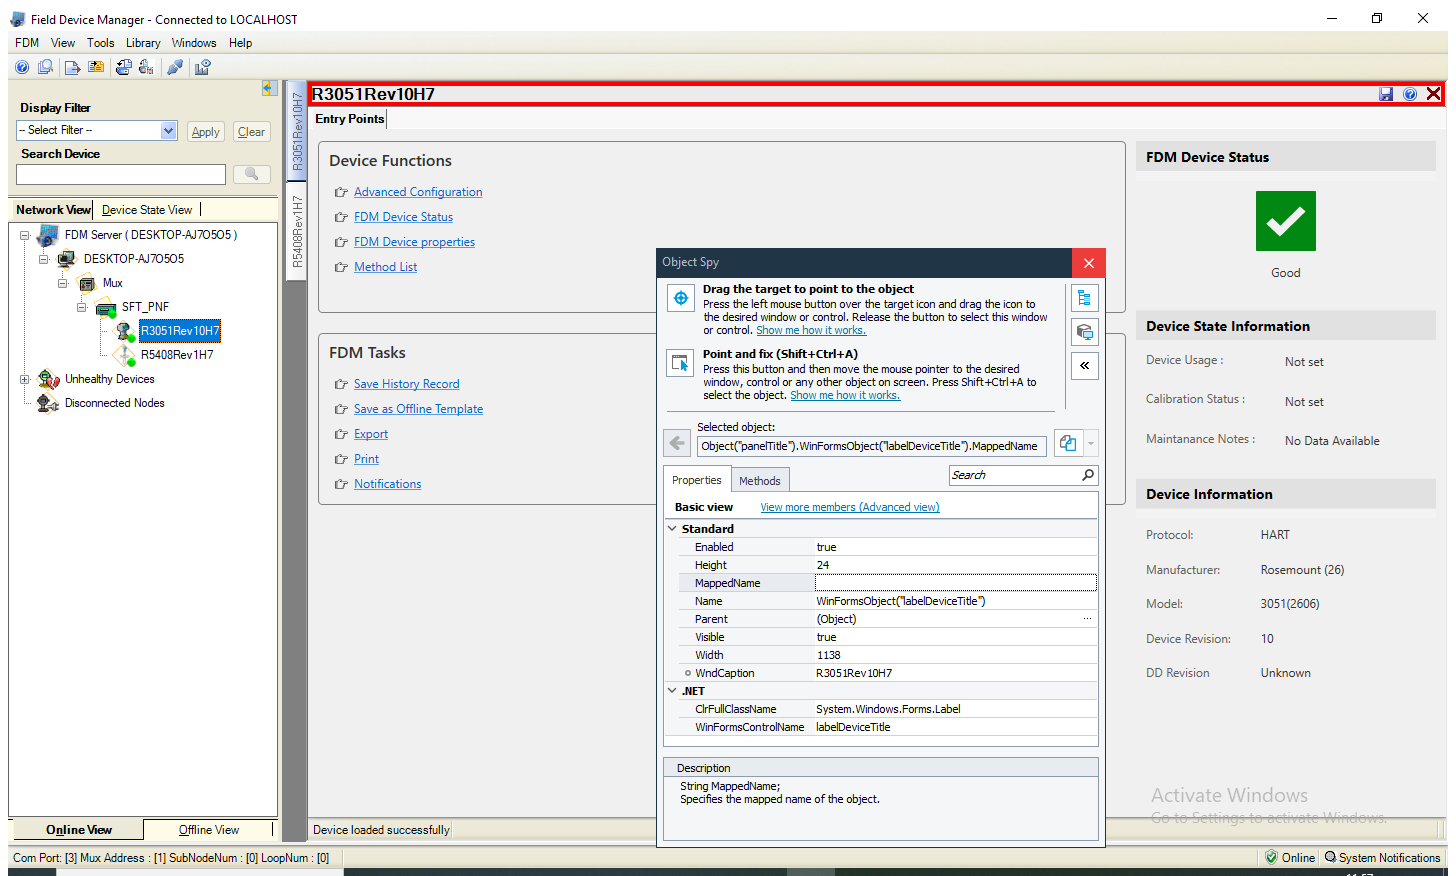 Field Device Manager - Connected to LOCALHOST
FDM View Tools Library Windows Help
Display Filter
-- Select Filter --
Apply
Clear
Search Device
Network View
Device State View
FDM Server ( DESKTOP-AJ7O5O5 )
DESKTOP-AJ7O5O5
Mux
SFT_PNF
R3051Rev10H7
R5408Rev1H7
Unhealthy Devices
Disconnected Nodes
Online View
Offline View
R3051Rev10H7
R5408Rev1H7
R3051Rev10H7
Entry Points
Device Functions
Advanced Configuration
FDM Device Status
FDM Device properties
Method List
FDM Tasks
Save History Record
Save as Offline Template
Export
Print
Notifications
Device loaded successfully
Object Spy
Drag the target to point to the object
Press the left mouse button over the target icon and drag the icon to
the desired window or control. Release the button to select this window
or control. Show me how it works.
Point and fix (Shift+Ctrl+A)
Press this button and then move the mouse pointer to the desired
window, control or any other object on screen. Press Shift+Ctrl+A to
select the object. Show me how it works.
Selected object:
Object("panelTitle").WinFormsObject("labelDeviceTitle").MappedName
Properties
Methods
Search
Basic view
View more members (Advanced view)
Standard
Enabled true
Height 24
MappedName
Name WinFormsObject("labelDeviceTitle")
Parent (Object) ...
Visible true
Width 1138
WndCaption R3051Rev10H7
.NET
ClrFullClassName System.Windows.Forms.Label
WinFormsControlName labelDeviceTitle
Description
String MappedName;
Specifies the mapped name of the object.
FDM Device Status
Good
Device State Information
Device Usage : Not set
Calibration Status : Not set
Maintanance Notes : No Data Available
Device Information
Protocol: HART
Manufacturer: Rosemount (26)
Model: 3051(2606)
Device Revision: 10
DD Revision Unknown
Activate Windows
Go to Settings to activate Windows.
Com Port: [3] Mux Address : [1] SubNodeNum : [0] LoopNum : [0]
Online
System Notifications